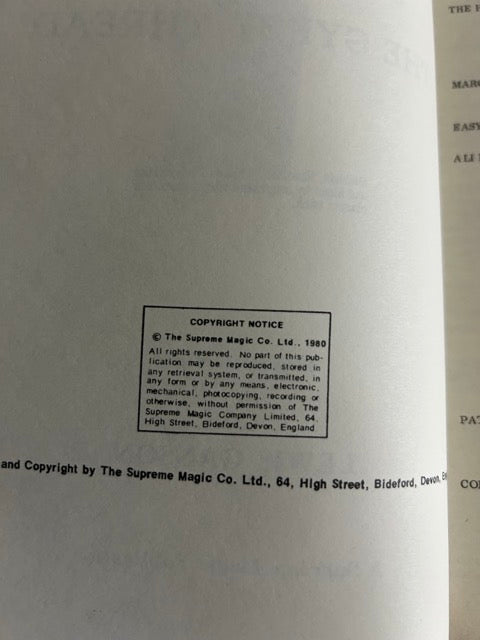 COPYRIGHT NOTICE
© The Supreme Magic Co. Ltd., 1980
All rights reserved. No part of this pub-
lication may be reproduced, stored in
any retrieval system, or transmitted, in
any form or by any means, electronic,
mechanical, photocopying, recording or
otherwise, without permission of The
Supreme Magic Company Limited, 64,
High Street, Bideford, Devon, England
and Copyright by The Supreme Magic Co. Ltd., 64, High Street, Bideford, Devon,
THE
EASY
ALI